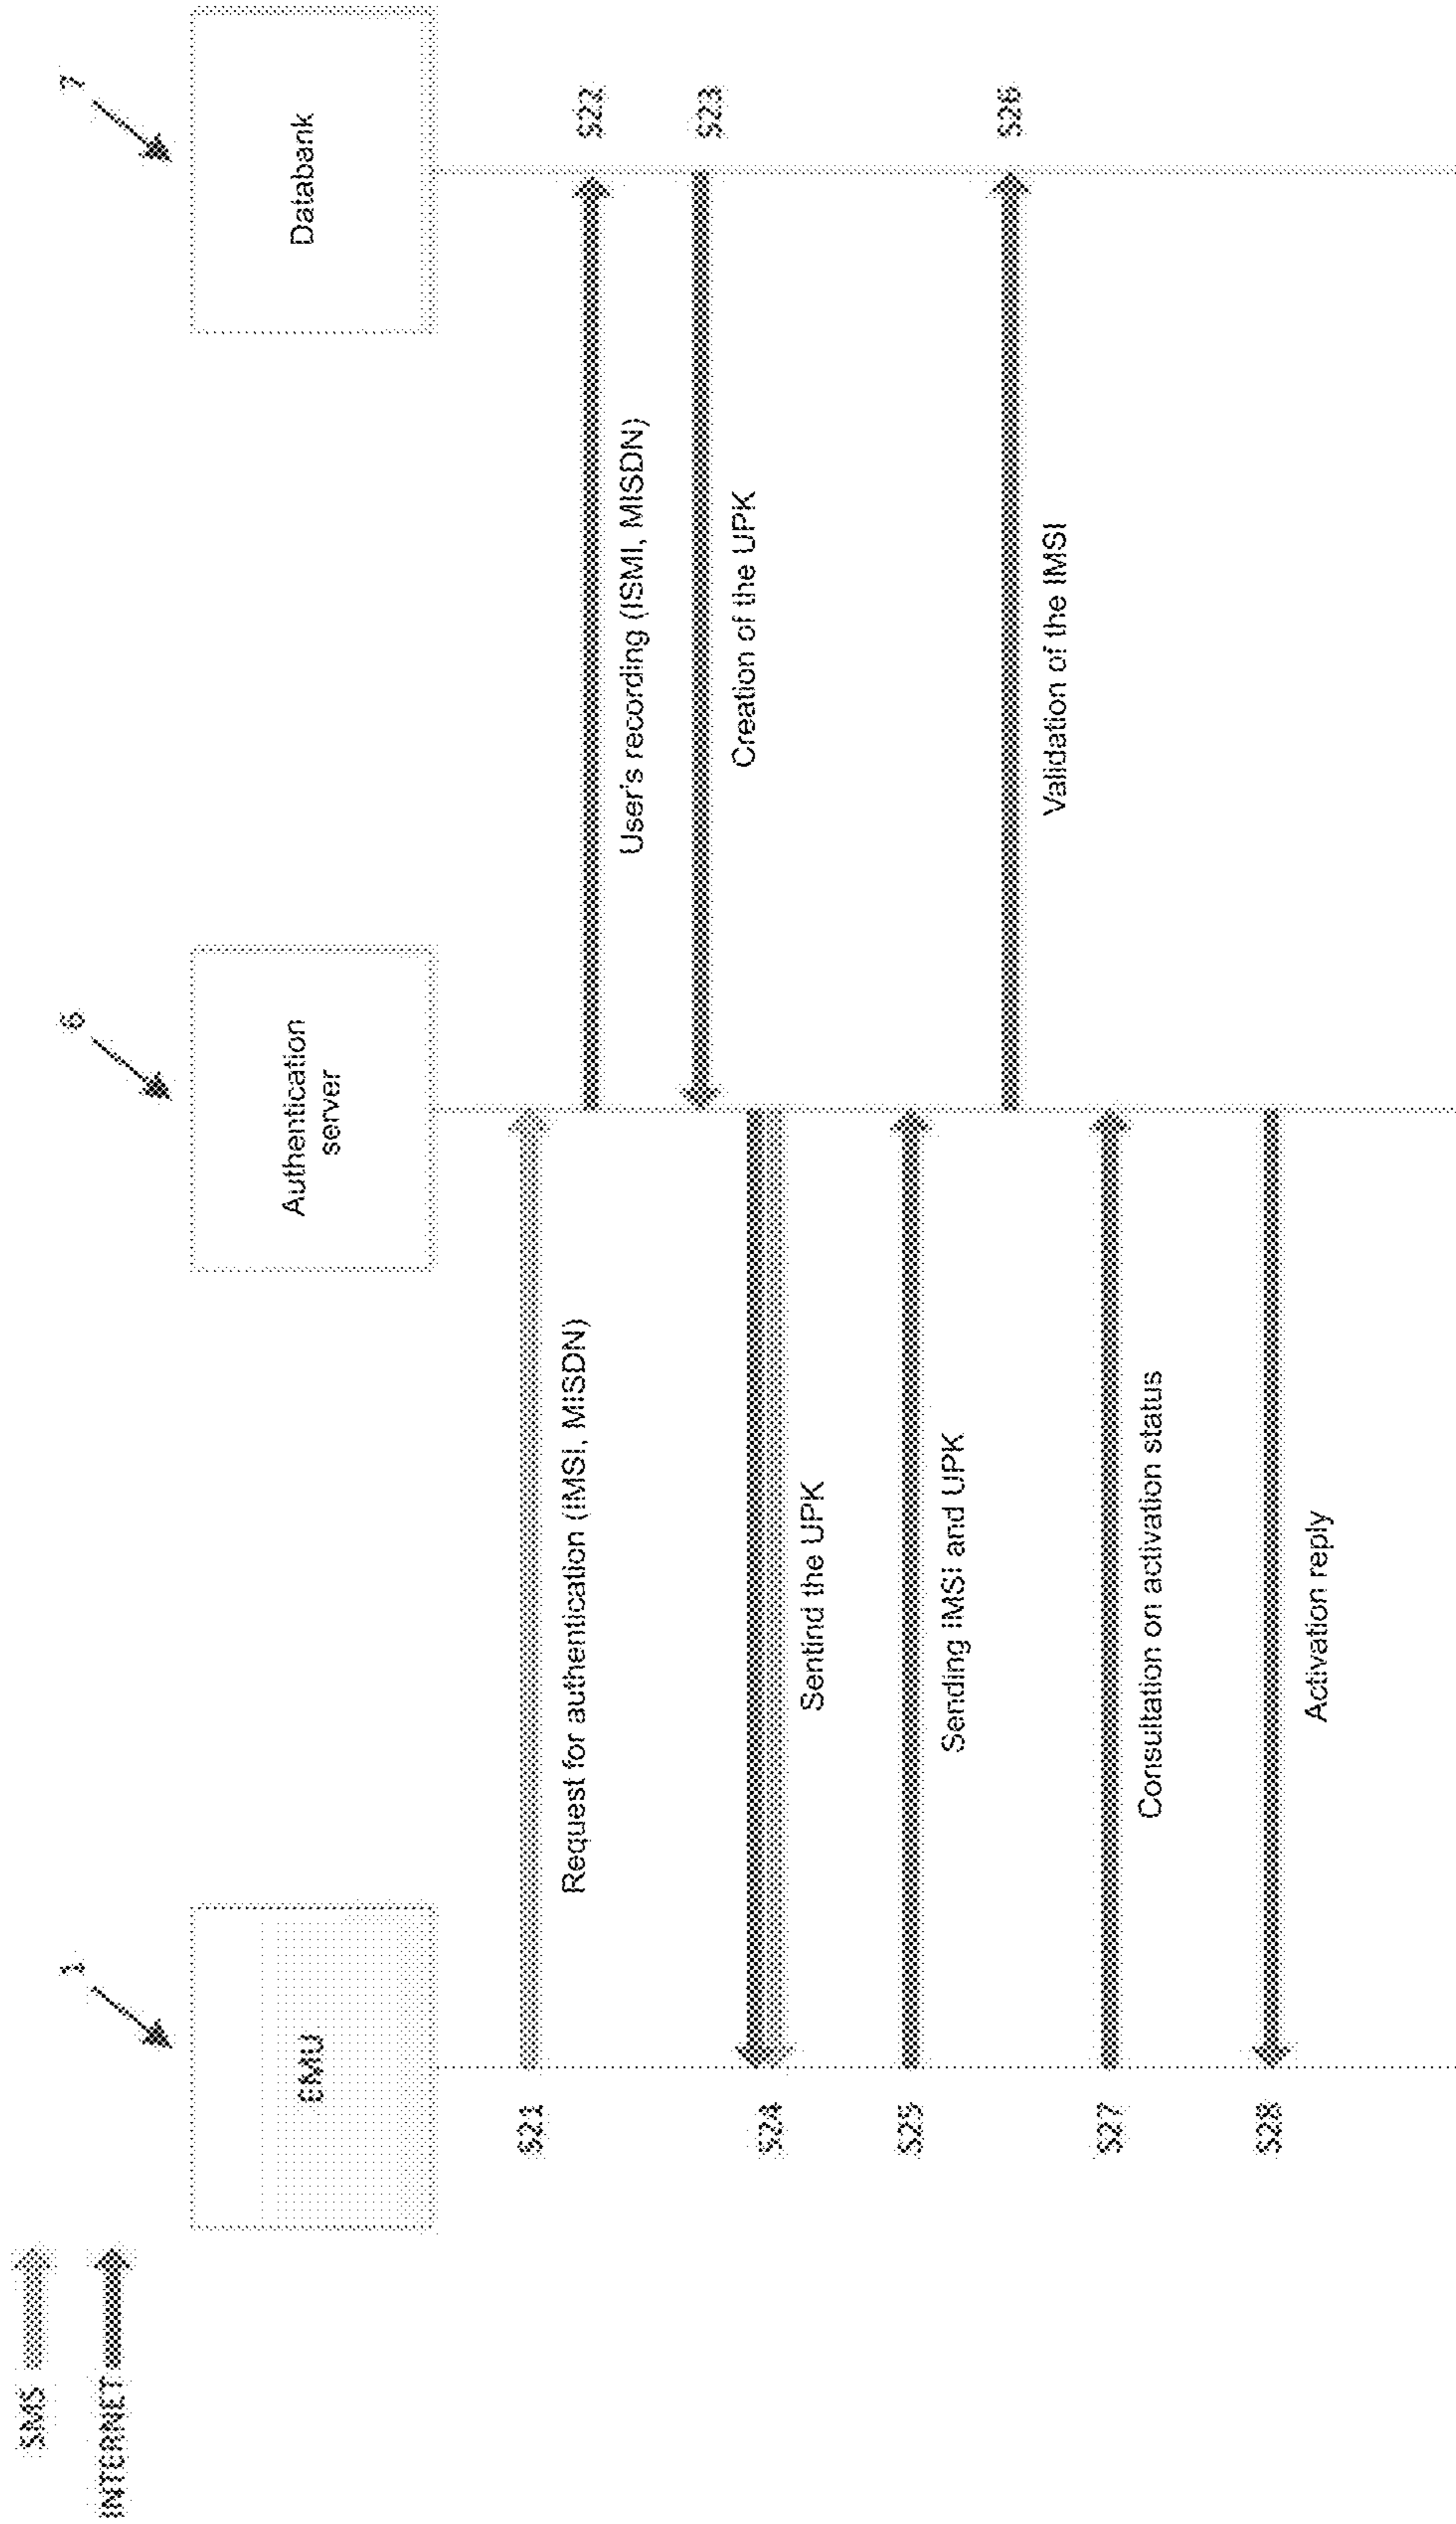 SMS
INTERNET
1
6
7
EMU
Authentication
server
Databank
S21
Request for authentication (IMSI, MISDN)
S22
User's recording (ISMI, MISDN)
S23
Creation of the UPK
S24
Sentind the UPK
S25
Sending IMSI and UPK
S26
Validation of the IMSI
S27
Consultation on activation status
S28
Activation reply